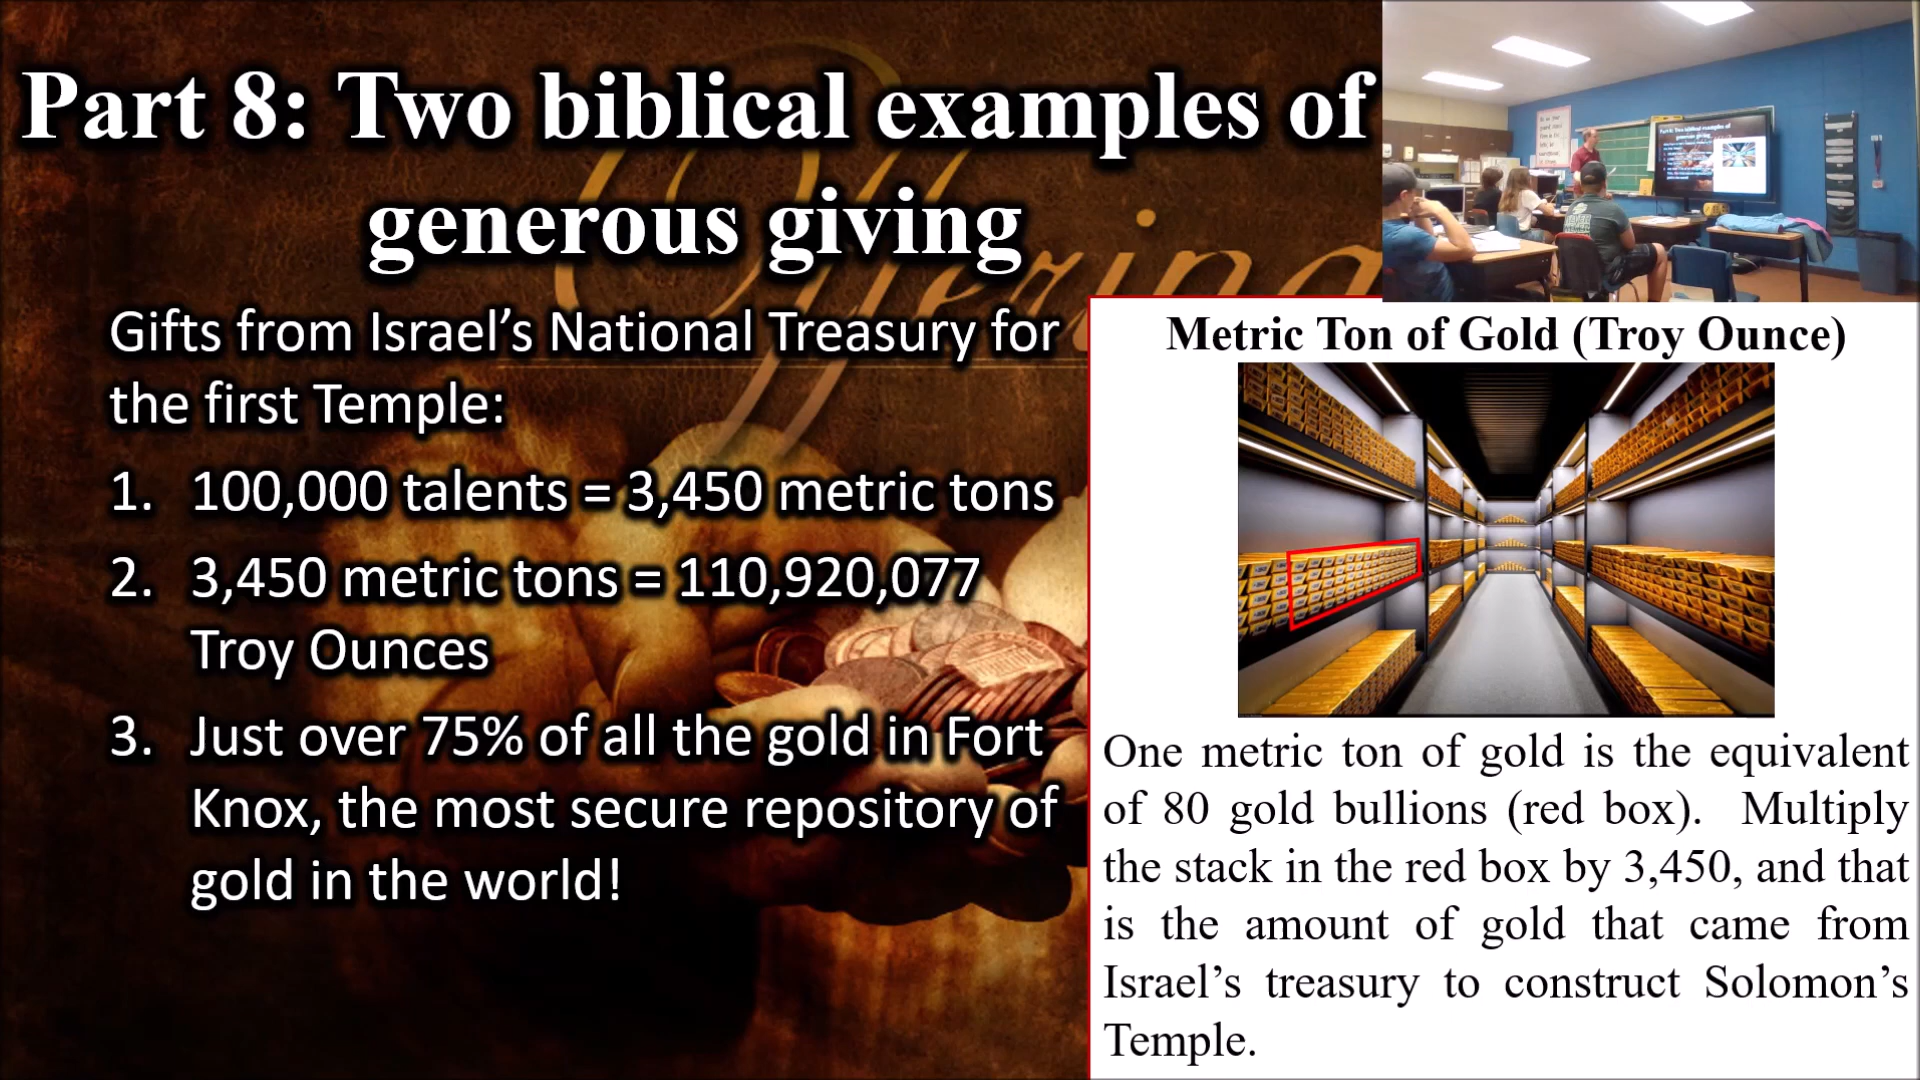 Part 8: Two biblical examples of
generous giving
Offering
Gifts from Israel’s National Treasury for
the first Temple:
1. 100,000 talents = 3,450 metric tons
2. 3,450 metric tons = 110,920,077
Troy Ounces
3. Just over 75% of all the gold in Fort
Knox, the most secure repository of
gold in the world!
Metric Ton of Gold (Troy Ounce)
One metric ton of gold is the equivalent
of 80 gold bullions (red box). Multiply
the stack in the red box by 3,450, and that
is the amount of gold that came from
Israel’s treasury to construct Solomon’s
Temple.